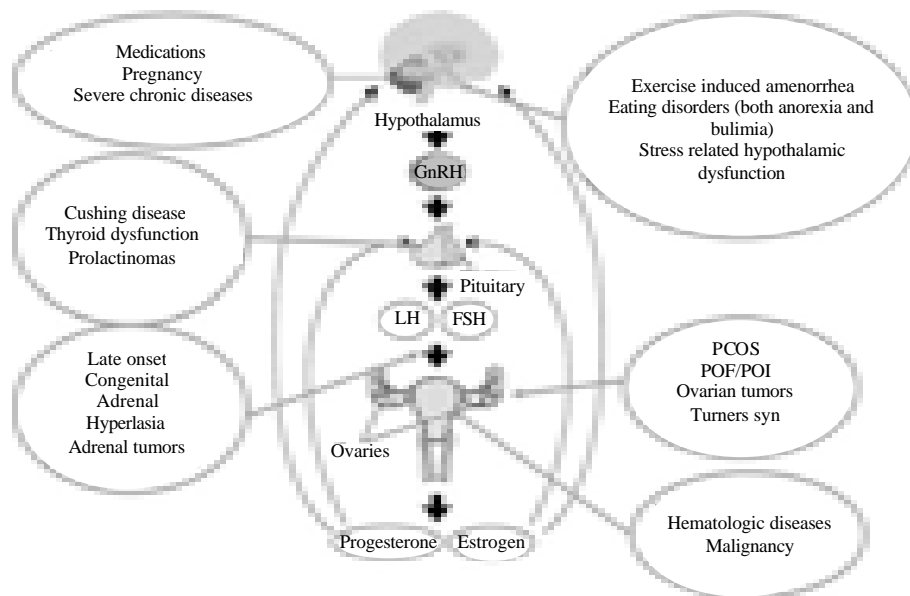 Medications
Pregnancy
Severe chronic diseases
Exercise induced amenorrhea
Eating disorders (both anorexia and
bulimia)
Stress related hypothalamic
dysfunction
Hypothalamus
GnRH
Cushing disease
Thyroid dysfunction
Prolactinomas
Pituitary
LH
FSH
Late onset
Congenital
Adrenal
Hyperlasia
Adrenal tumors
PCOS
POF/POI
Ovarian tumors
Turners syn
Ovaries
Hematologic diseases
Malignancy
Progesterone
Estrogen